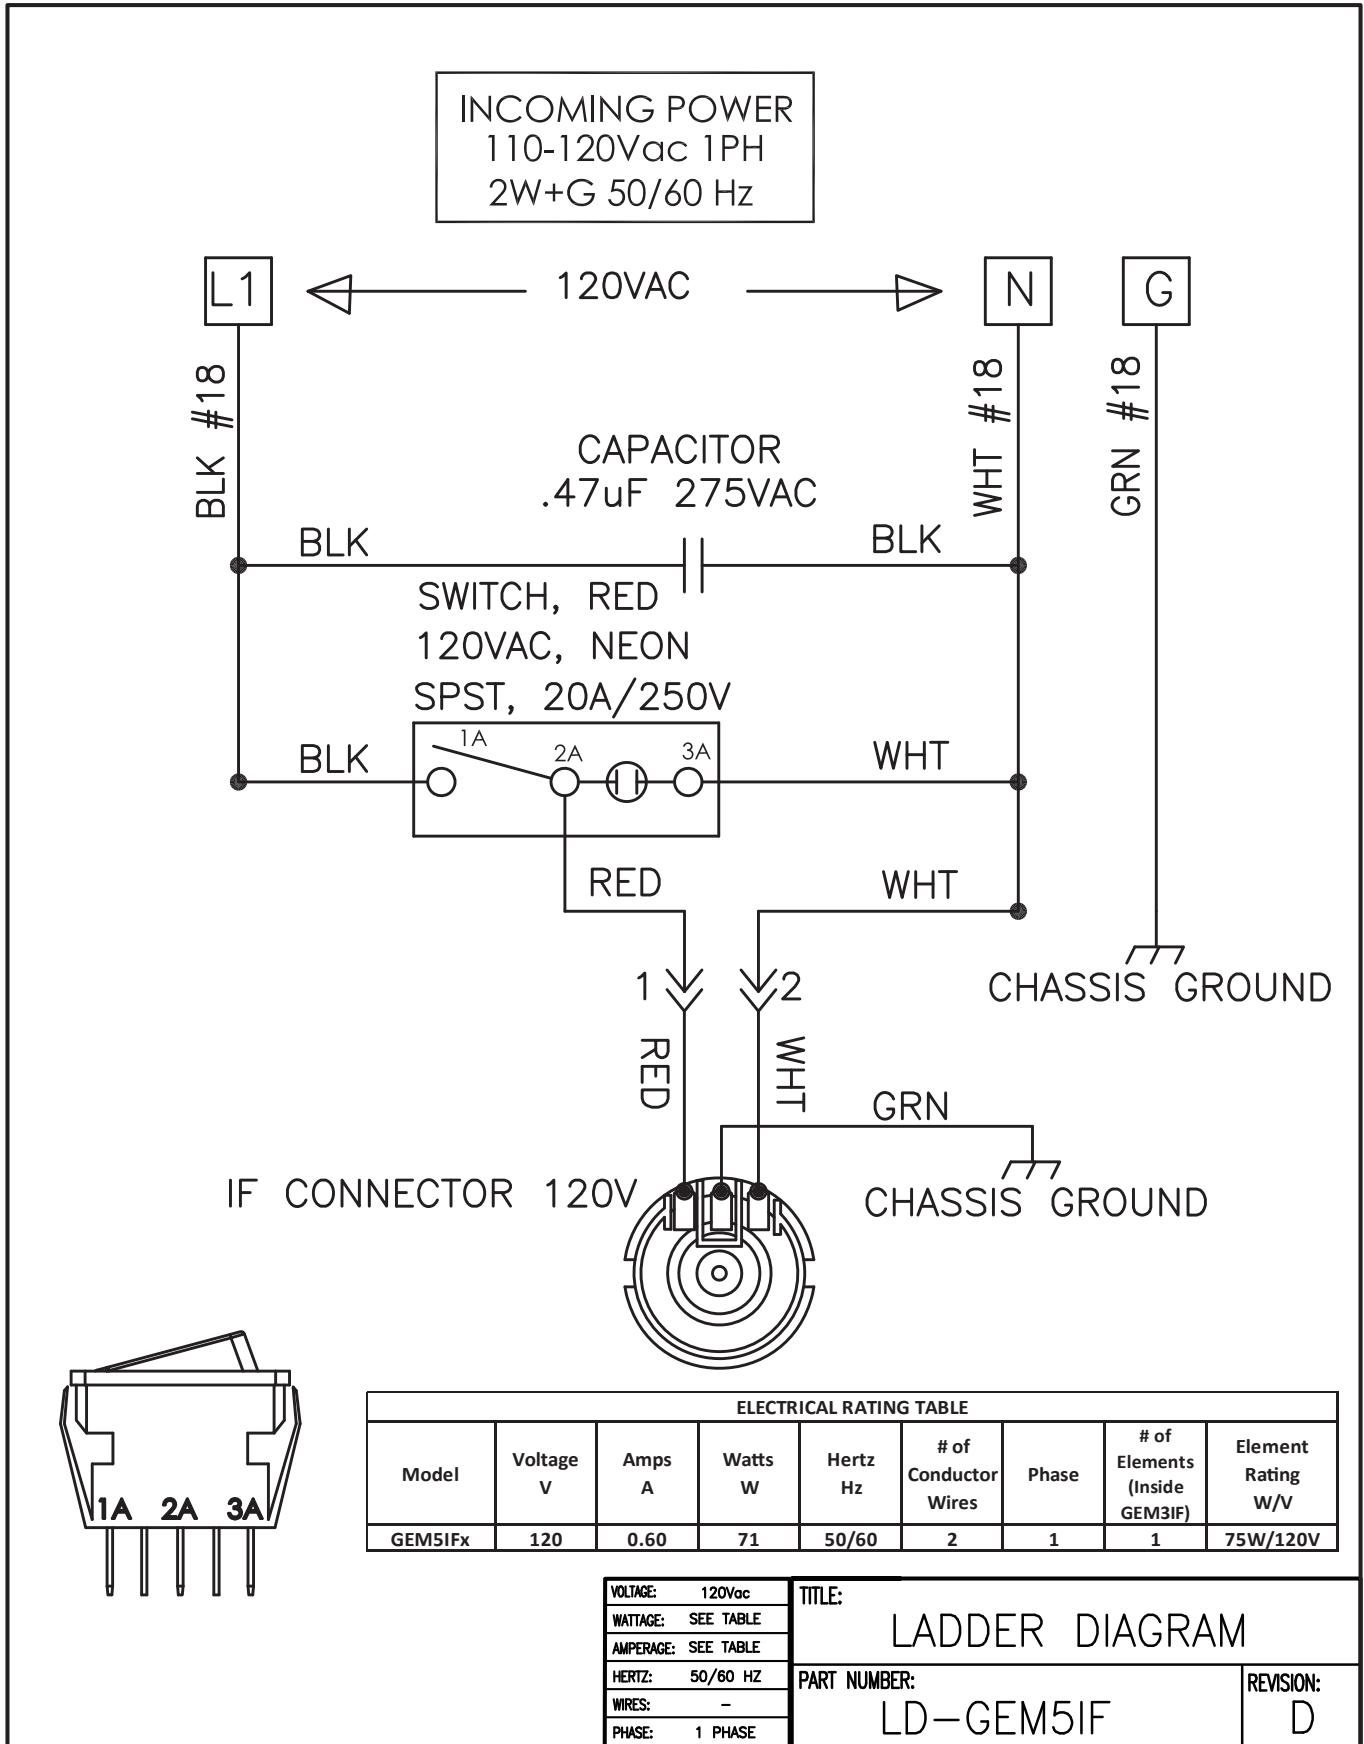 INCOMING POWER
110-120Vac 1PH
2W+G 50/60 Hz
L1
120VAC
N
G
BLK #18
WHT #18
GRN #18
CAPACITOR
.47uF 275VAC
BLK
BLK
SWITCH, RED
120VAC, NEON
SPST, 20A/250V
BLK
1A
2A
3A
WHT
RED
WHT
1
2
CHASSIS GROUND
RED
WHT
GRN
IF CONNECTOR 120V
CHASSIS GROUND
1A 2A 3A
ELECTRICAL RATING TABLE
Model
Voltage
V
Amps
A
Watts
W
Hertz
Hz
# of
Conductor
Wires
Phase
# of
Elements
(Inside
GEM3IF)
Element
Rating
W/V
GEM5IFx 120 0.60 71 50/60 2 1 1 75W/120V
VOLTAGE: 120Vac
WATTAGE: SEE TABLE
AMPERAGE: SEE TABLE
HERTZ: 50/60 HZ
WIRES: -
PHASE: 1 PHASE
TITLE:
LADDER DIAGRAM
PART NUMBER:
LD-GEM5IF
REVISION:
D